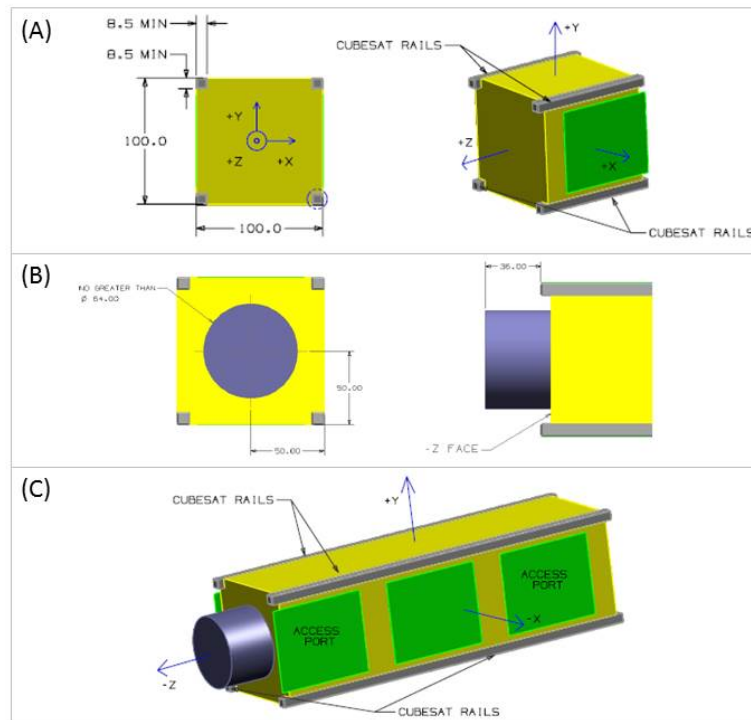 (A)
8.5 MIN
8.5 MIN
100.0
100.0
+Y
+Z
+X
CUBESAT RAILS
+Y
+Z
+X
CUBESAT RAILS
(B)
NO GREATER THAN
Ø 64.00
50.00
50.00
36.00
-Z FACE
(C)
CUBESAT RAILS
+Y
ACCESS
PORT
ACCESS
PORT
-X
-Z
CUBESAT RAILS